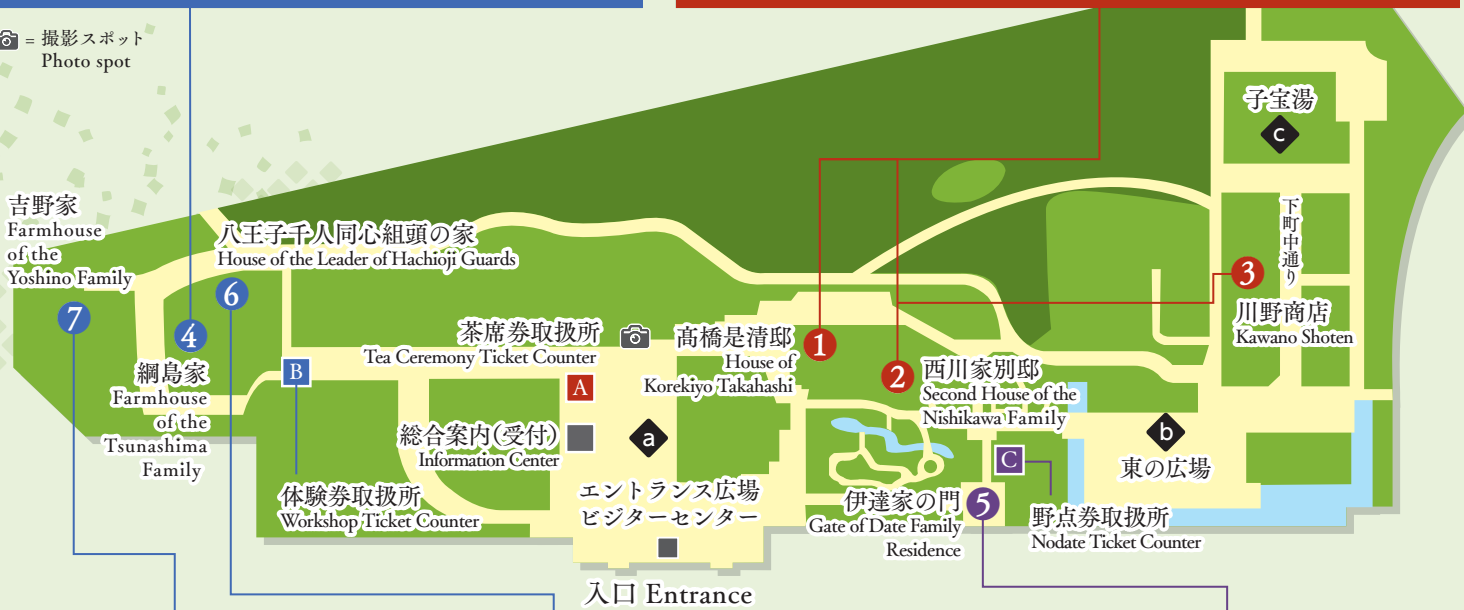 = 撮影スポット
Photo spot
子宝湯
c
吉野家
Farmhouse
of the
Yoshino Family
7
八王子千人同心組頭の家
House of the Leader of Hachioji Guards
6
4
綱島家
Farmhouse
of the
Tsunashima
Family
B
体験券取扱所
Workshop Ticket Counter
茶席券取扱所
Tea Ceremony Ticket Counter
A
総合案内(受付)
Information Center
a
エントランス広場
ビジターセンター
入口 Entrance
髙橋是清邸
House of
Korekiyo Takahashi
1
2
西川家別邸
Second House of the
Nishikawa Family
C
野点券取扱所
Nodate Ticket Counter
伊達家の門
Gate of Date Family
Residence
5
下町中通り
3
川野商店
Kawano Shoten
b
東の広場